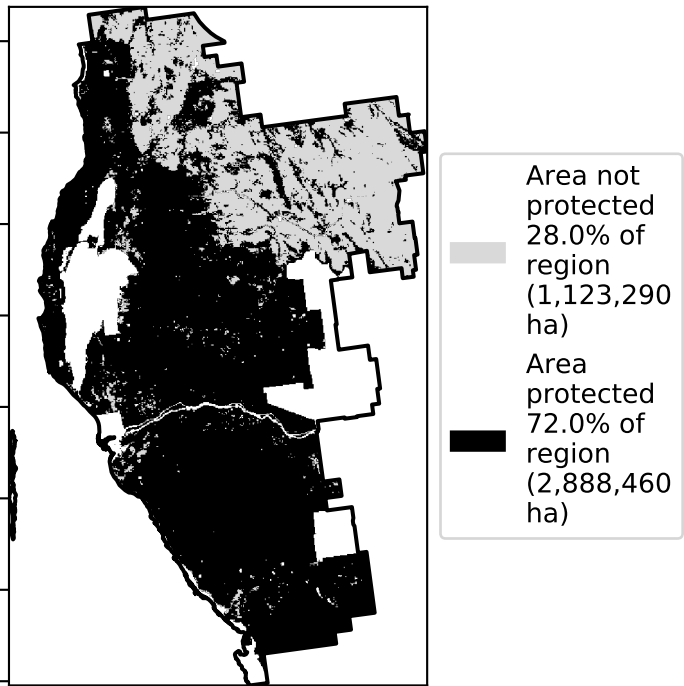 Area not
protected
28.0% of
region
(1,123,290
ha)
Area
protected
72.0% of
region
(2,888,460
ha)